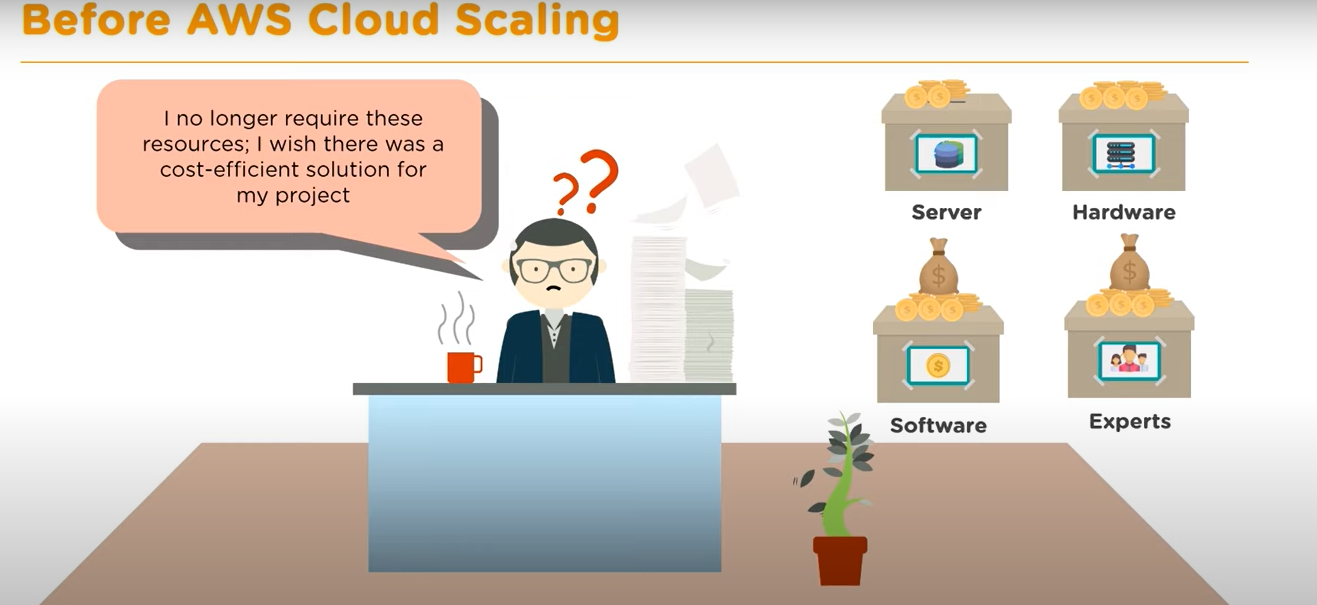 Before AWS Cloud Scaling
I no longer require these
resources; I wish there was a
cost-efficient solution for
my project
??
$ $
$ $ $
Server
Hardware
$
$ $ $
$
$
$ $ $
Software
Experts